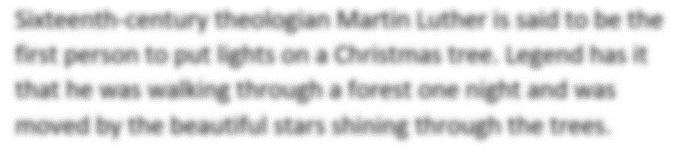 Sixteenth-century theologian Martin Luther is said to be the
first person to put lights on a Christmas tree. Legend has it
that he was walking through a forest one night and was
moved by the beautiful stars shining through the trees.